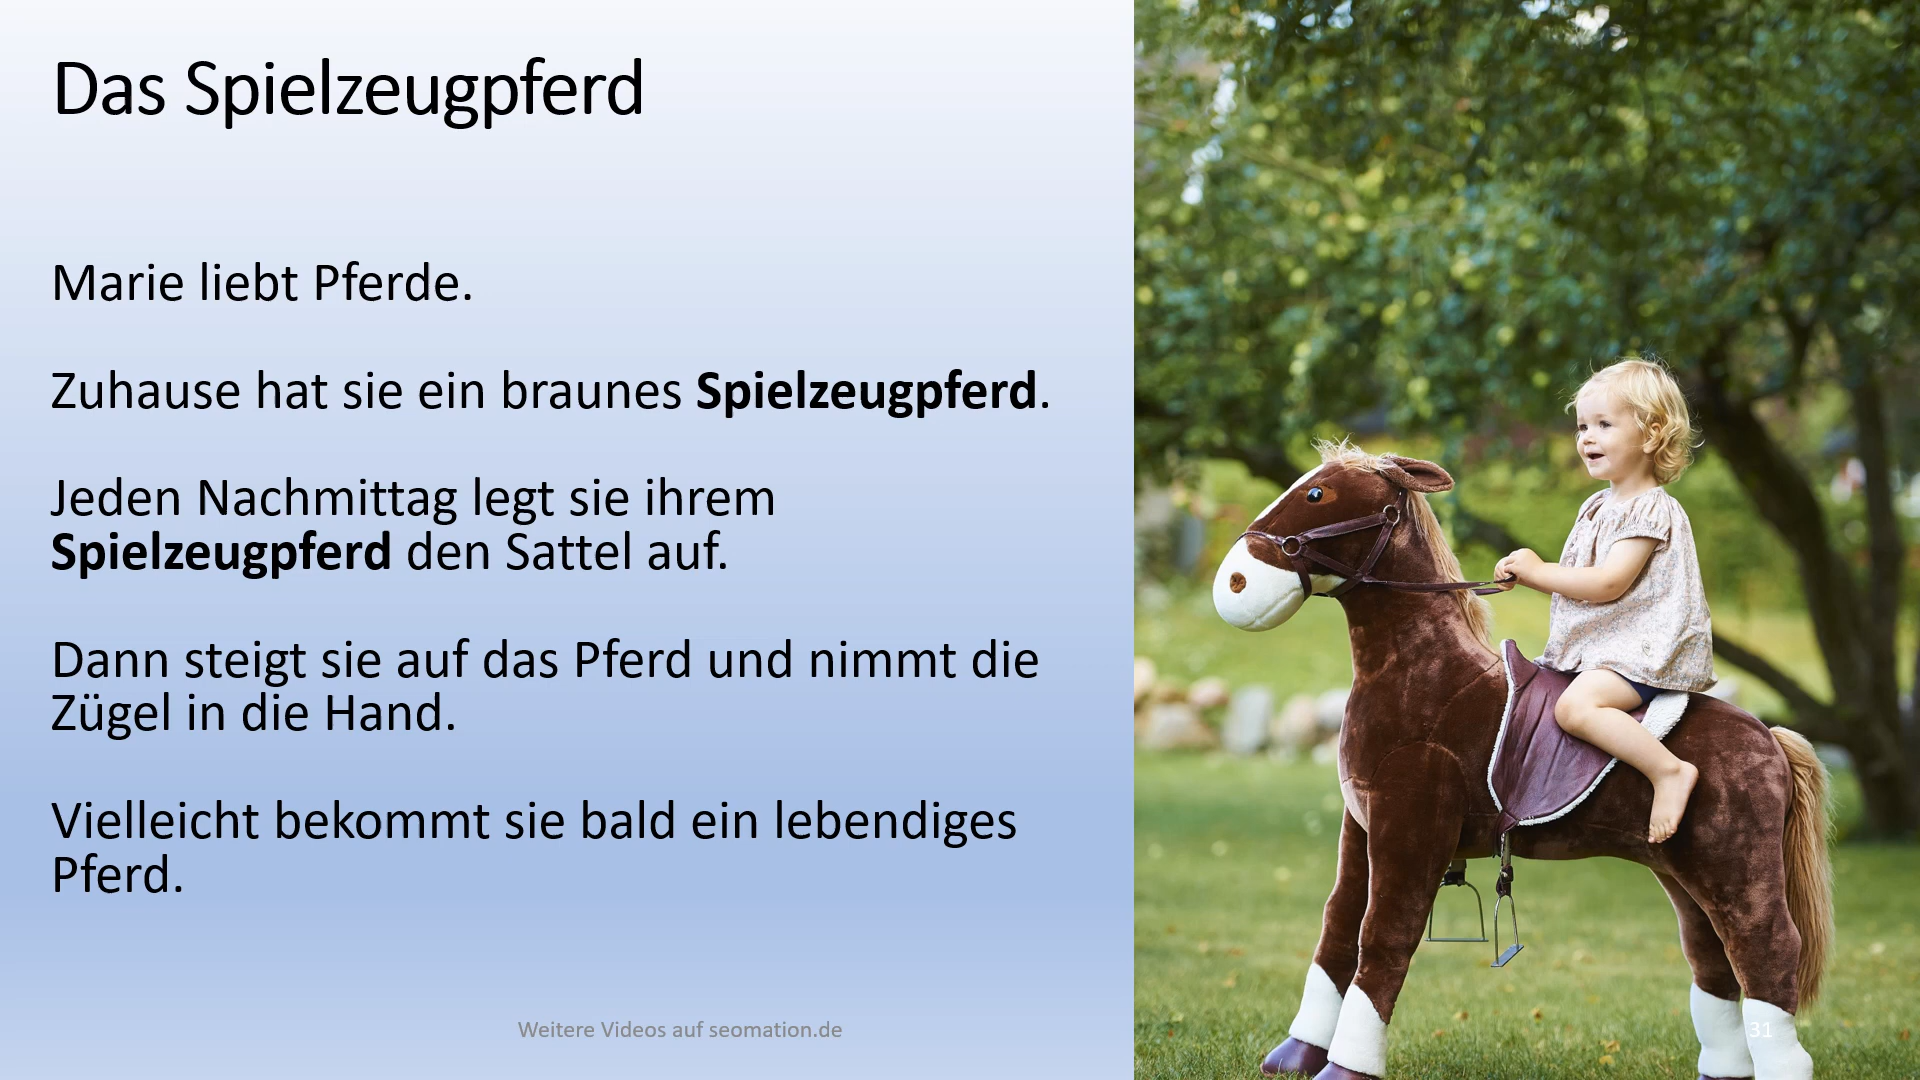 Das Spielzeugpferd
Marie liebt Pferde.
Zuhause hat sie ein braunes Spielzeugpferd.
Jeden Nachmittag legt sie ihrem
Spielzeugpferd den Sattel auf.
Dann steigt sie auf das Pferd und nimmt die
Zügel in die Hand.
Vielleicht bekommt sie bald ein lebendiges
Pferd.
Weitere Videos auf seomation.de
31